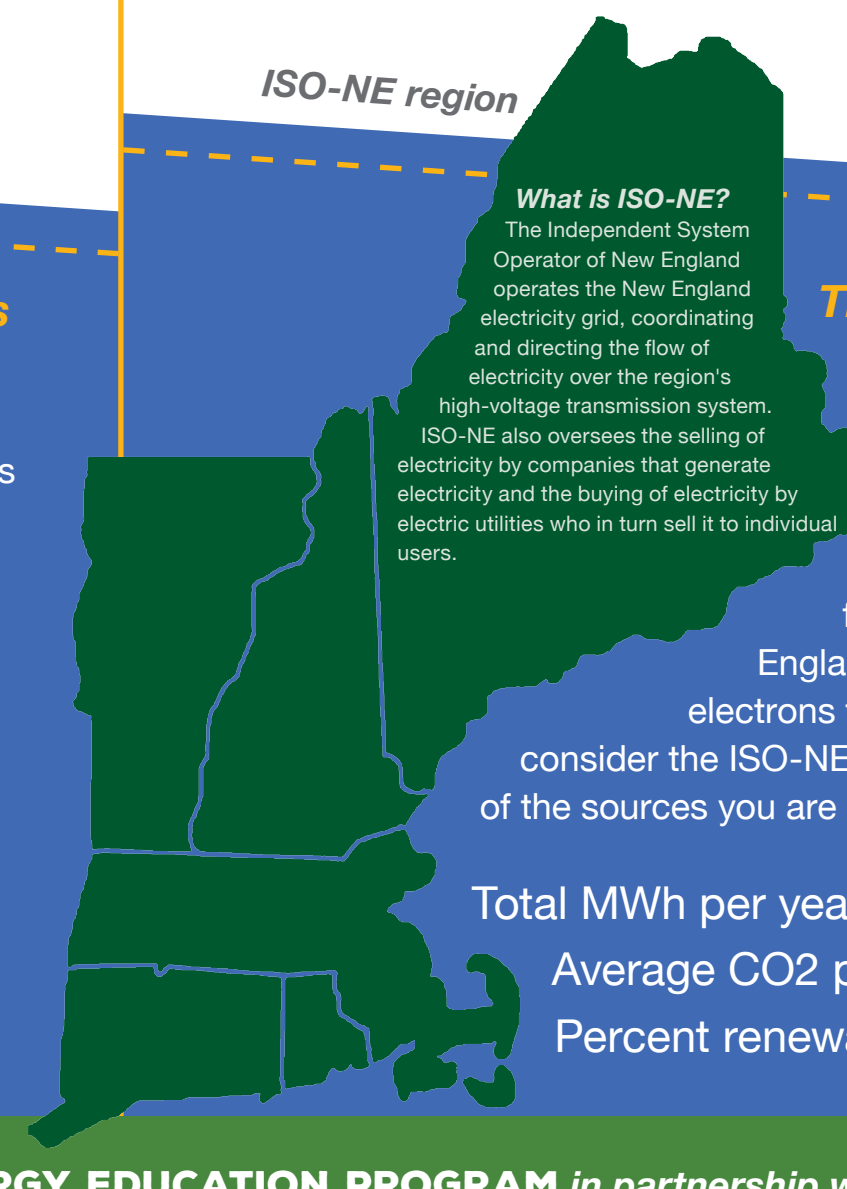 ISO-NE region
What is ISO-NE?
The Independent System
Operator of New England
operates the New England
electricity grid, coordinating
and directing the flow of
electricity over the region's
high-voltage transmission system.
ISO-NE also oversees the selling of
electricity by companies that generate
electricity and the buying of electricity by
electric utilities who in turn sell it to individual
users.
s
s
T
f
Engla
electrons
consider the ISO-NE
of the sources you are
Total MWh per yea
Average CO2 p
Percent renewa
RGY EDUCATION PROGRAM in partnership w